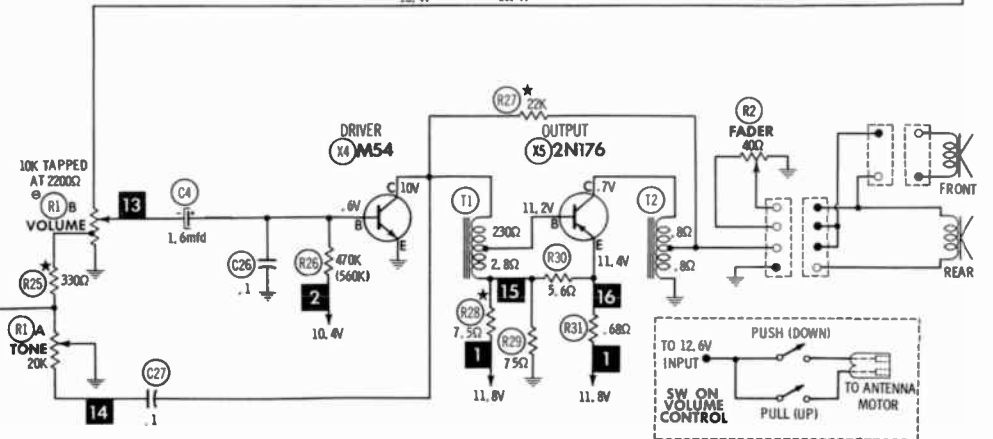 R27 ★ 22K
DRIVER
X4 M54
OUTPUT
X5 2N176
R2
FADER
40Ω
10K TAPPED
AT 2200Ω
⊖
R1 B
VOLUME
13
C4
- +
1.6mfd
C 10V
.6V
B
E
C .7V
11.2V
B
E
11.4V
T1
230Ω
2.8Ω
T2
.8Ω
.8Ω
FRONT
REAR
★
R25 330Ω
C26
.1
R26 470K
(560K)
2
10.4V
R30
5.6Ω
15
16
★
R28
7.5Ω
1
11.8V
R29
75Ω
R31 .68Ω
1
11.8V
R1 A
TONE
20K
14
C27
.1
PUSH (DOWN)
TO 12.6V
INPUT
TO ANTENNA
MOTOR
SW ON
VOLUME
CONTROL
PULL (UP)